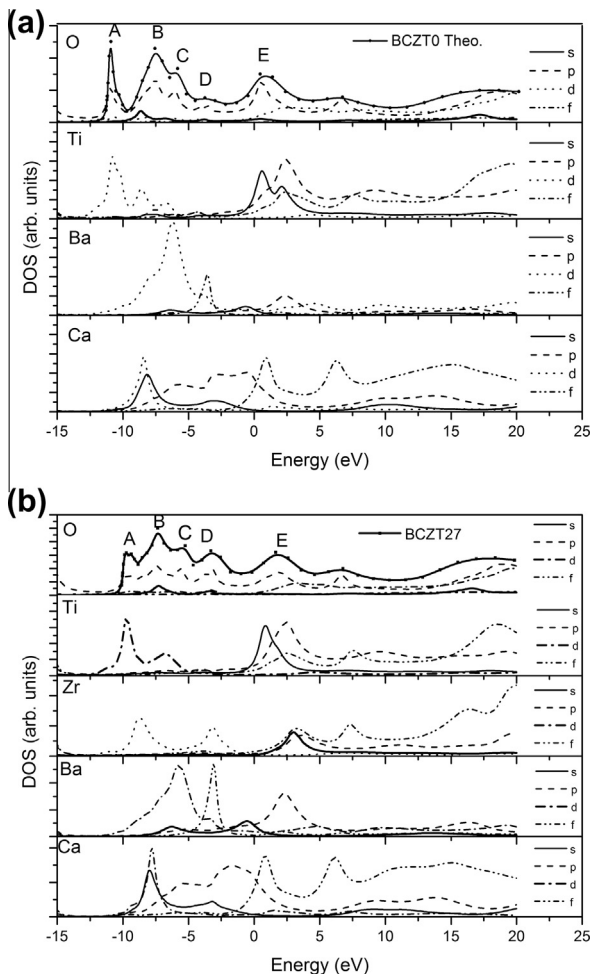 (a)
A
B
C
D
E
O
BCZT0 Theo.
s
p
d
f
Ti
s
p
d
f
Ba
s
p
d
f
Ca
s
p
d
f
DOS (arb. units)
-15 -10 -5 0 5 10 15 20 25
Energy (eV)
(b)
A
B
C
D
E
O
BCZT27
s
p
d
f
Ti
s
p
d
f
Zr
s
p
d
f
Ba
s
p
d
f
Ca
s
p
d
f
DOS (arb. units)
-15 -10 -5 0 5 10 15 20 25
Energy (eV)